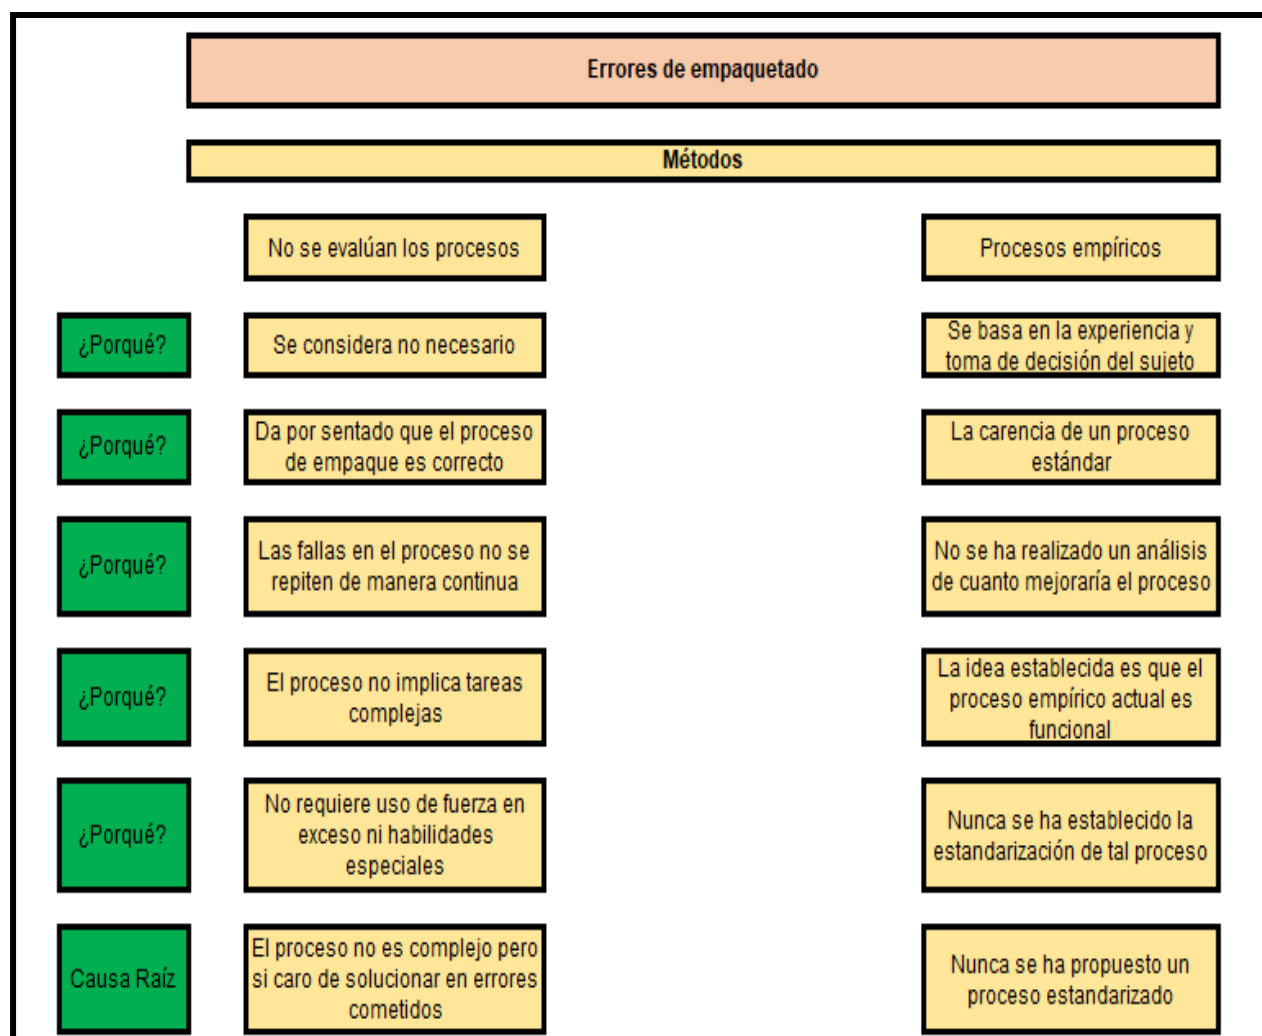 Errores de empaquetado
Métodos
No se evalúan los procesos
Procesos empíricos
¿Porqué?
Se considera no necesario
Se basa en la experiencia y
toma de decisión del sujeto
¿Porqué?
Da por sentado que el proceso
de empaque es correcto
La carencia de un proceso
estándar
¿Porqué?
Las fallas en el proceso no se
repiten de manera continua
No se ha realizado un análisis
de cuanto mejoraría el proceso
¿Porqué?
El proceso no implica tareas
complejas
La idea establecida es que el
proceso empírico actual es
funcional
¿Porqué?
No requiere uso de fuerza en
exceso ni habilidades
especiales
Nunca se ha establecido la
estandarización de tal proceso
Causa Raíz
El proceso no es complejo pero
si caro de solucionar en errores
cometidos
Nunca se ha propuesto un
proceso estandarizado